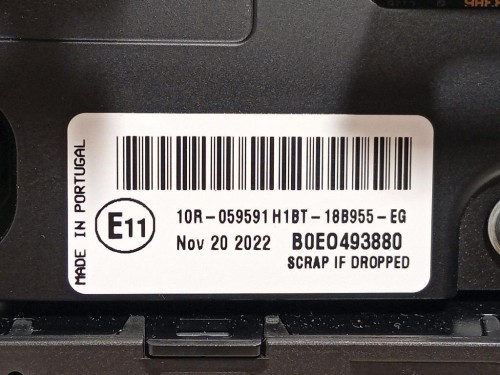 MADE IN PORTUGAL
E11
10R-059591 H1BT-18B955-EG
Nov 20 2022 B0E0493880
SCRAP IF DROPPED